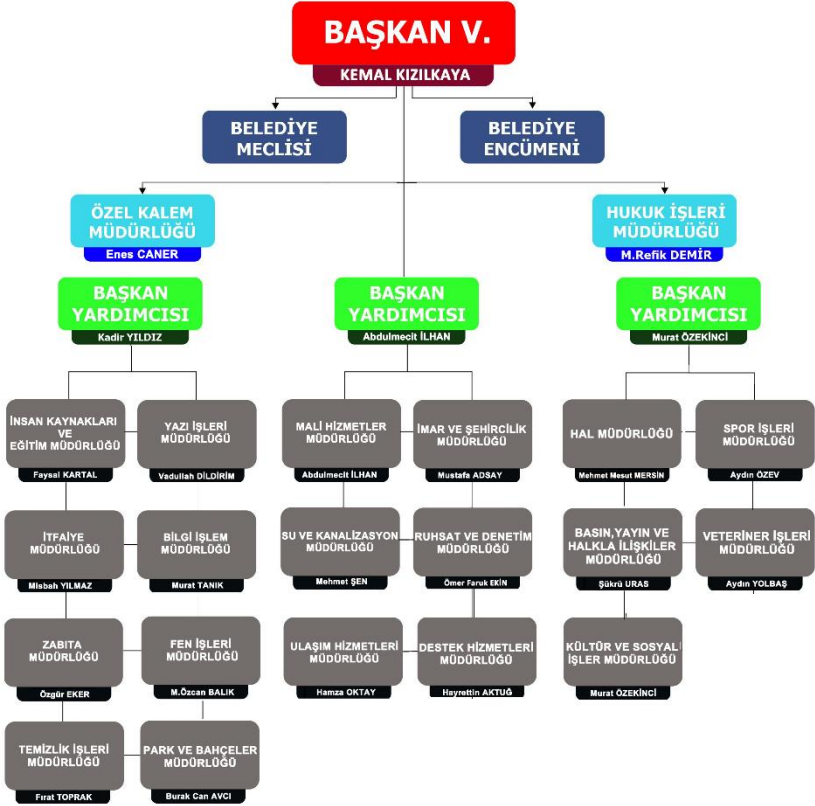 BAŞKAN V.
KEMAL KIZILKAYA
BELEDİYE
MECLİSİ
BELEDİYE
ENCÜMENİ
ÖZEL KALEM
MÜDÜRLÜĞÜ
Enes CANER
HUKUK İŞLERİ
MÜDÜRLÜĞÜ
M.Refik DEMİR
BAŞKAN
YARDIMCISI
Kadir YILDIZ
BAŞKAN
YARDIMCISI
Abdulmecit İLHAN
BAŞKAN
YARDIMCISI
Murat ÖZEKİNCİ
İNSAN KAYNAKLARI
VE
EĞİTİM MÜDÜRLÜĞÜ
Faysal KARTAL
YAZI İŞLERİ
MÜDÜRLÜĞÜ
Vadullah DİLDİRİM
MALİ HİZMETLER
MÜDÜRLÜĞÜ
Abdulmecit İLHAN
İMAR VE ŞEHİRCİLİK
MÜDÜRLÜĞÜ
Mustafa ADSAY
HAL MÜDÜRLÜĞÜ
Mehmet Mesut MERSİN
SPOR İŞLERİ
MÜDÜRLÜĞÜ
Aydın ÖZEV
İTFAİYE
MÜDÜRLÜĞÜ
Misbah YILMAZ
BİLGİ İŞLEM
MÜDÜRLÜĞÜ
Murat TANIK
SU VE KANALİZASYON
MÜDÜRLÜĞÜ
Mehmet ŞEN
RUHSAT VE DENETİM
MÜDÜRLÜĞÜ
Ömer Faruk EKİN
BASIN,YAYIN VE
HALKLA İLİŞKİLER
MÜDÜRLÜĞÜ
Şükrü URAS
VETERİNER İŞLERİ
MÜDÜRLÜĞÜ
Aydın YOLBAŞ
ZABITA
MÜDÜRLÜĞÜ
Özgür EKER
FEN İŞLERİ
MÜDÜRLÜĞÜ
M.Özcan BALIK
ULAŞIM HİZMETLERİ
MÜDÜRLÜĞÜ
Hamza OKTAY
DESTEK HİZMETLERİ
MÜDÜRLÜĞÜ
Hayrettin AKTUĞ
KÜLTÜR VE SOSYAL
İŞLER MÜDÜRLÜĞÜ
Murat ÖZEKİNCİ
TEMİZLİK İŞLERİ
MÜDÜRLÜĞÜ
Fırat TOPRAK
PARK VE BAHÇELER
MÜDÜRLÜĞÜ
Burak Can AVCI